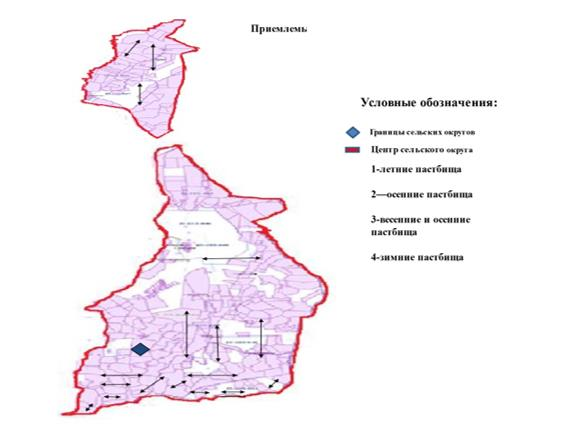 Приемлемь
Условные обозначения:
Границы сельских округов
Центр сельского округа
1-летние пастбища
2—осенние пастбища
3-весенние и осенние
пастбища
4-зимние пастбища